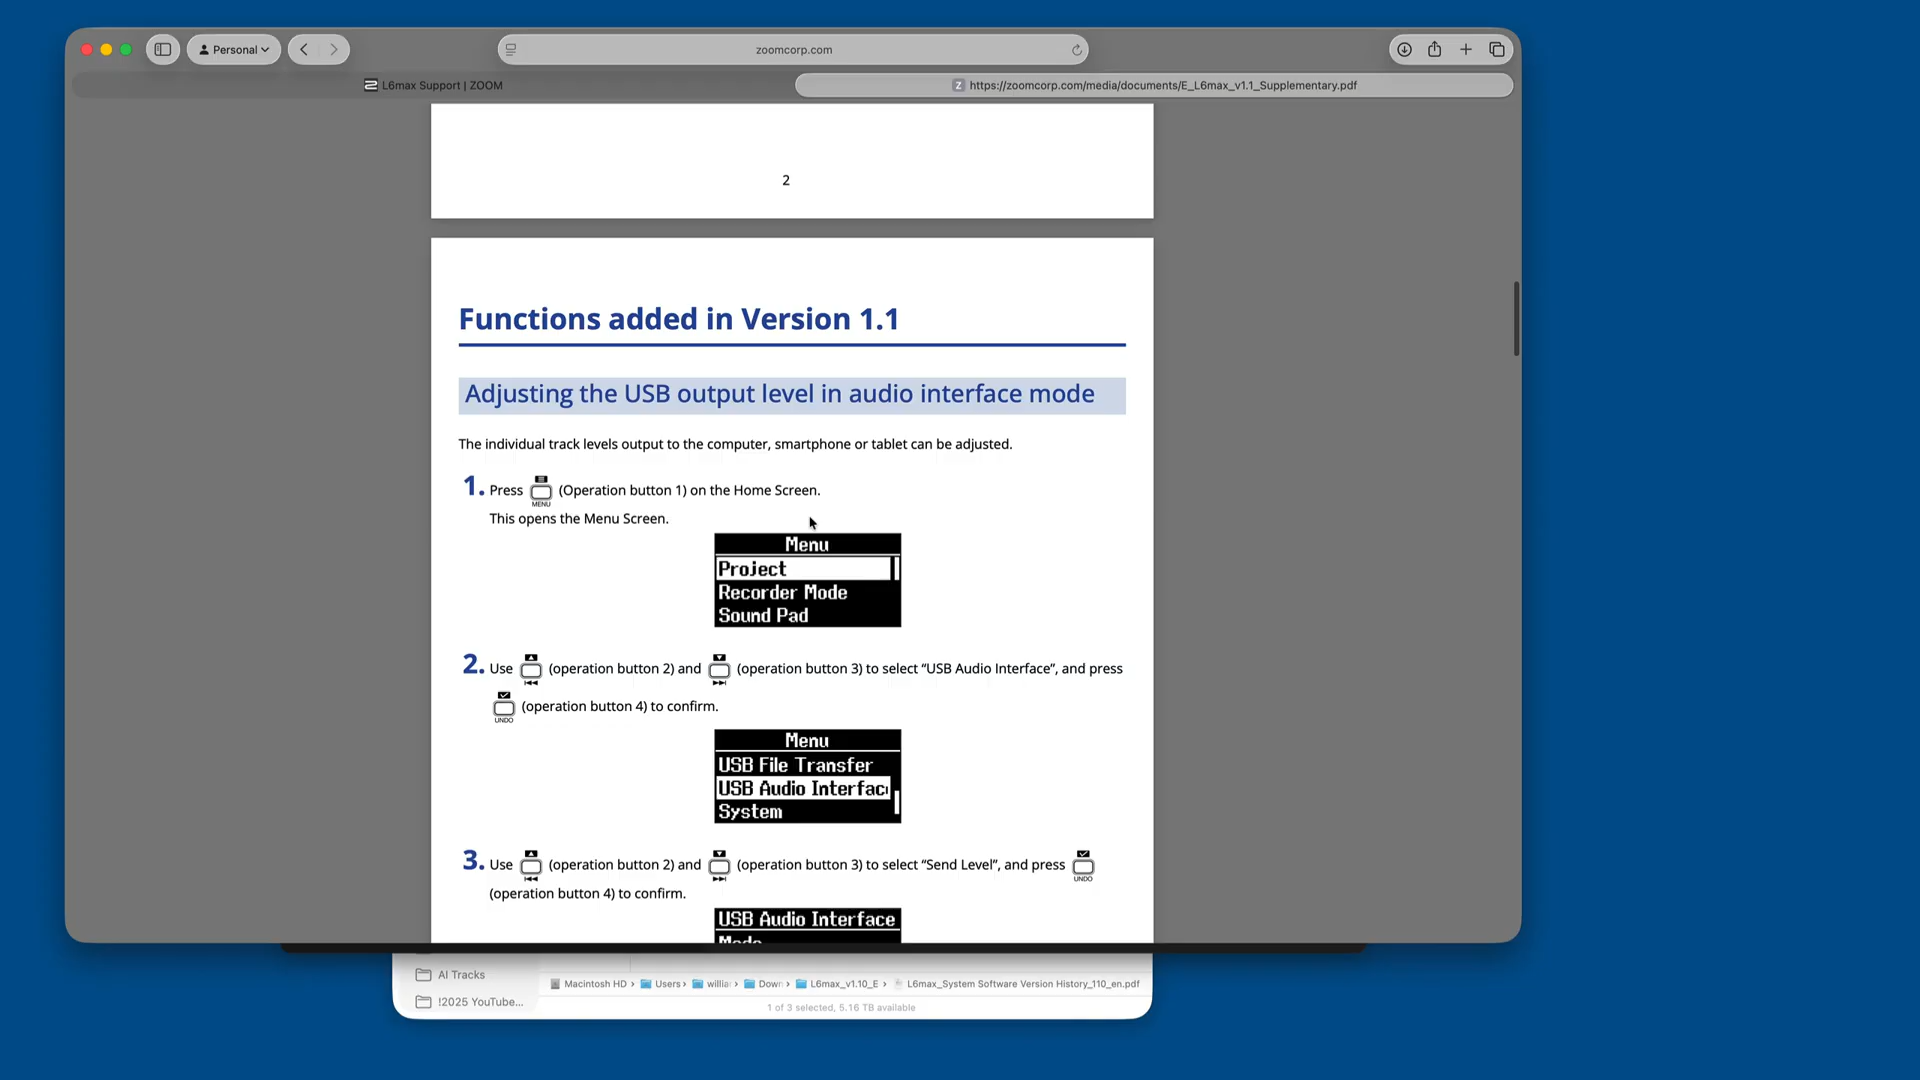 Personal
zoomcorp.com
L6max Support | ZOOM
Z https://zoomcorp.com/media/documents/E_L6max_v1.1_Supplementary.pdf
2
Functions added in Version 1.1
Adjusting the USB output level in audio interface mode
The individual track levels output to the computer, smartphone or tablet can be adjusted.
1. Press MENU (Operation button 1) on the Home Screen.
This opens the Menu Screen.
Menu
Project
Recorder Mode
Sound Pad
2. Use (operation button 2) and (operation button 3) to select “USB Audio Interface”, and press
UNDO (operation button 4) to confirm.
Menu
USB File Transfer
USB Audio Interfac
System
3. Use (operation button 2) and (operation button 3) to select “Send Level”, and press UNDO
(operation button 4) to confirm.
USB Audio Interface
Mode
AI Tracks
Macintosh HD › Users › willia › Down › L6max_v1.10_E › L6max_System Software Version History_110_en.pdf
!2025 YouTube...
1 of 3 selected, 5.16 TB available